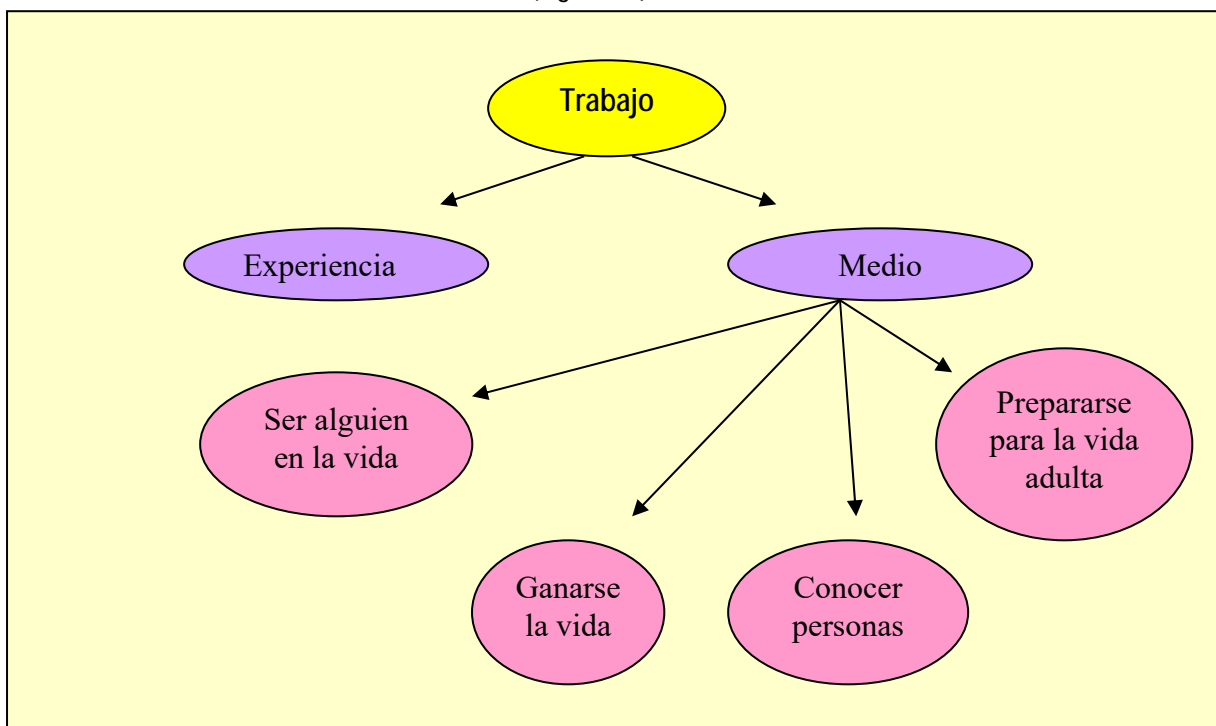 Trabajo
Experiencia
Medio
Ser alguien
en la vida
Prepararse
para la vida
adulta
Ganarse
la vida
Conocer
personas